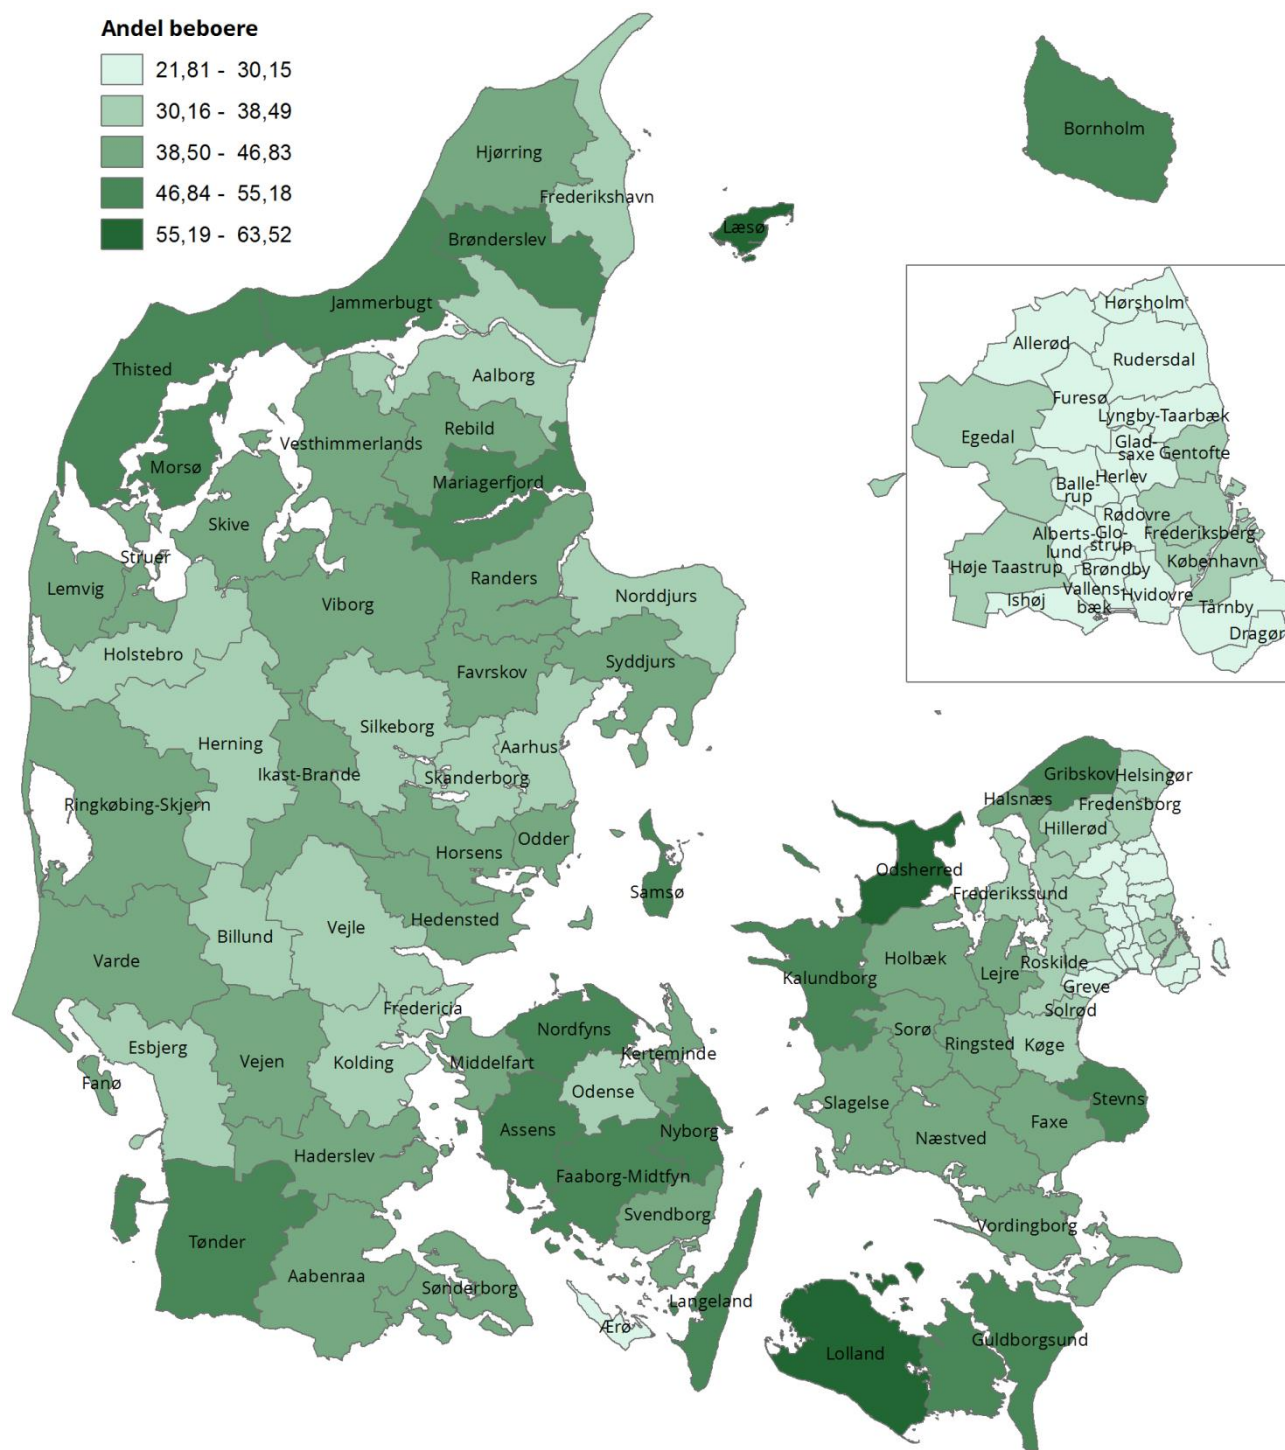 Andel beboere
21,81 - 30,15
30,16 - 38,49
38,50 - 46,83
46,84 - 55,18
55,19 - 63,52
Bornholm
Hjørring
Frederikshavn
Læsø
Brønderslev
Jammerbugt
Thisted
Aalborg
Rebild
Vesthimmerlands
Morsø
Mariagerfjord
Skive
Struer
Lemvig
Viborg
Randers
Norddjurs
Holstebro
Favrskov
Syddjurs
Silkeborg
Herning
Aarhus
Ikast-Brande
Skanderborg
Ringkøbing-Skjern
Horsens
Odder
Samsø
Hedensted
Billund
Vejle
Varde
Fredericia
Esbjerg
Vejen
Kolding
Fanø
Haderslev
Tønder
Aabenraa
Sønderborg
Nordfyns
Middelfart
Kerteminde
Odense
Assens
Nyborg
Faaborg-Midtfyn
Svendborg
Langeland
Ærø
Hørsholm
Allerød
Rudersdal
Furesø
Lyngby-Taarbæk
Egedal
Glad-
saxe
Gentofte
Herlev
Balle-
rup
Rødovre
Alberts-
lund
Glo-
strup
Frederiksberg
Høje Taastrup
Brøndby
København
Vallens-
bæk
Hvidovre
Ishøj
Tårnby
Dragør
Gribskov
Helsingør
Halsnæs
Fredensborg
Hillerød
Odsherred
Frederikssund
Kalundborg
Holbæk
Lejre
Roskilde
Greve
Solrød
Sorø
Ringsted
Køge
Slagelse
Stevns
Næstved
Faxe
Vordingborg
Guldborgsund
Lolland